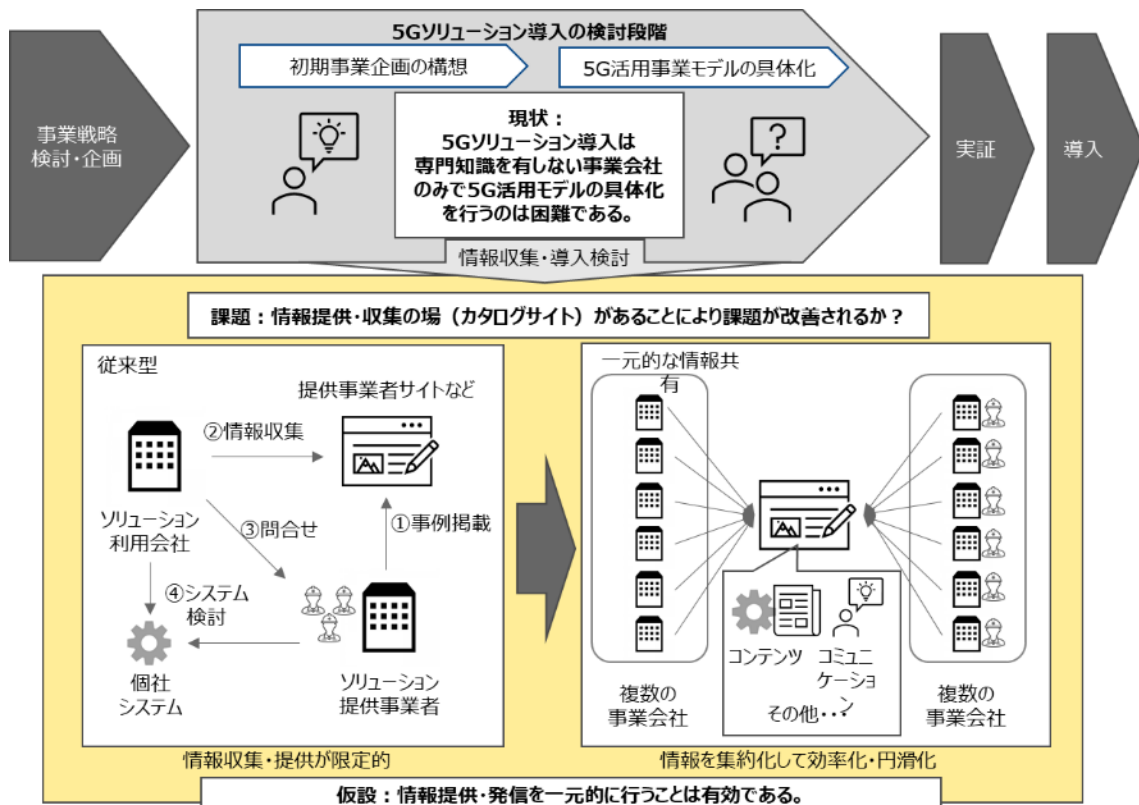 5Gソリューション導入の検討段階
初期事業企画の構想
5G活用事業モデルの具体化
事業戦略
検討・企画
現状：
5Gソリューション導入は
専門知識を有しない事業会社
のみで5G活用モデルの具体化
を行うのは困難である。
実証
導入
情報収集・導入検討
課題：情報提供・収集の場（カタログサイト）があることにより課題が改善されるか？
従来型
提供事業者サイトなど
②情報収集
ソリューション
利用会社
③問合せ
①事例掲載
④システム
検討
個社
システム
ソリューション
提供事業者
情報収集・提供が限定的
一元的な情報共
有
コンテンツ
コミュニ
ケーショ
ン
その他・・・
複数の
事業会社
複数の
事業会社
情報を集約化して効率化・円滑化
仮設：情報提供・発信を一元的に行うことは有効である。